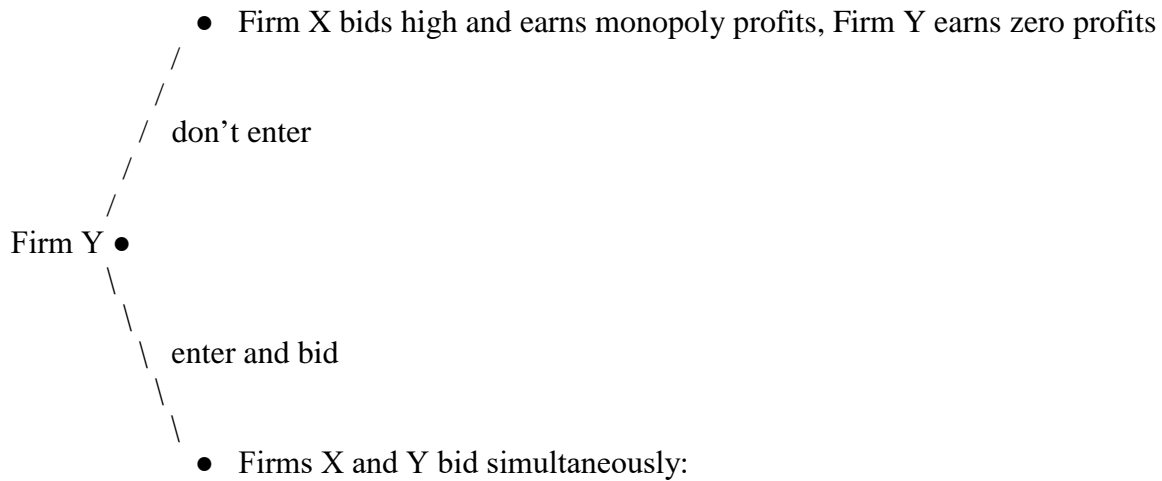 ● Firm X bids high and earns monopoly profits, Firm Y earns zero profits
don’t enter
Firm Y ●
enter and bid
● Firms X and Y bid simultaneously: